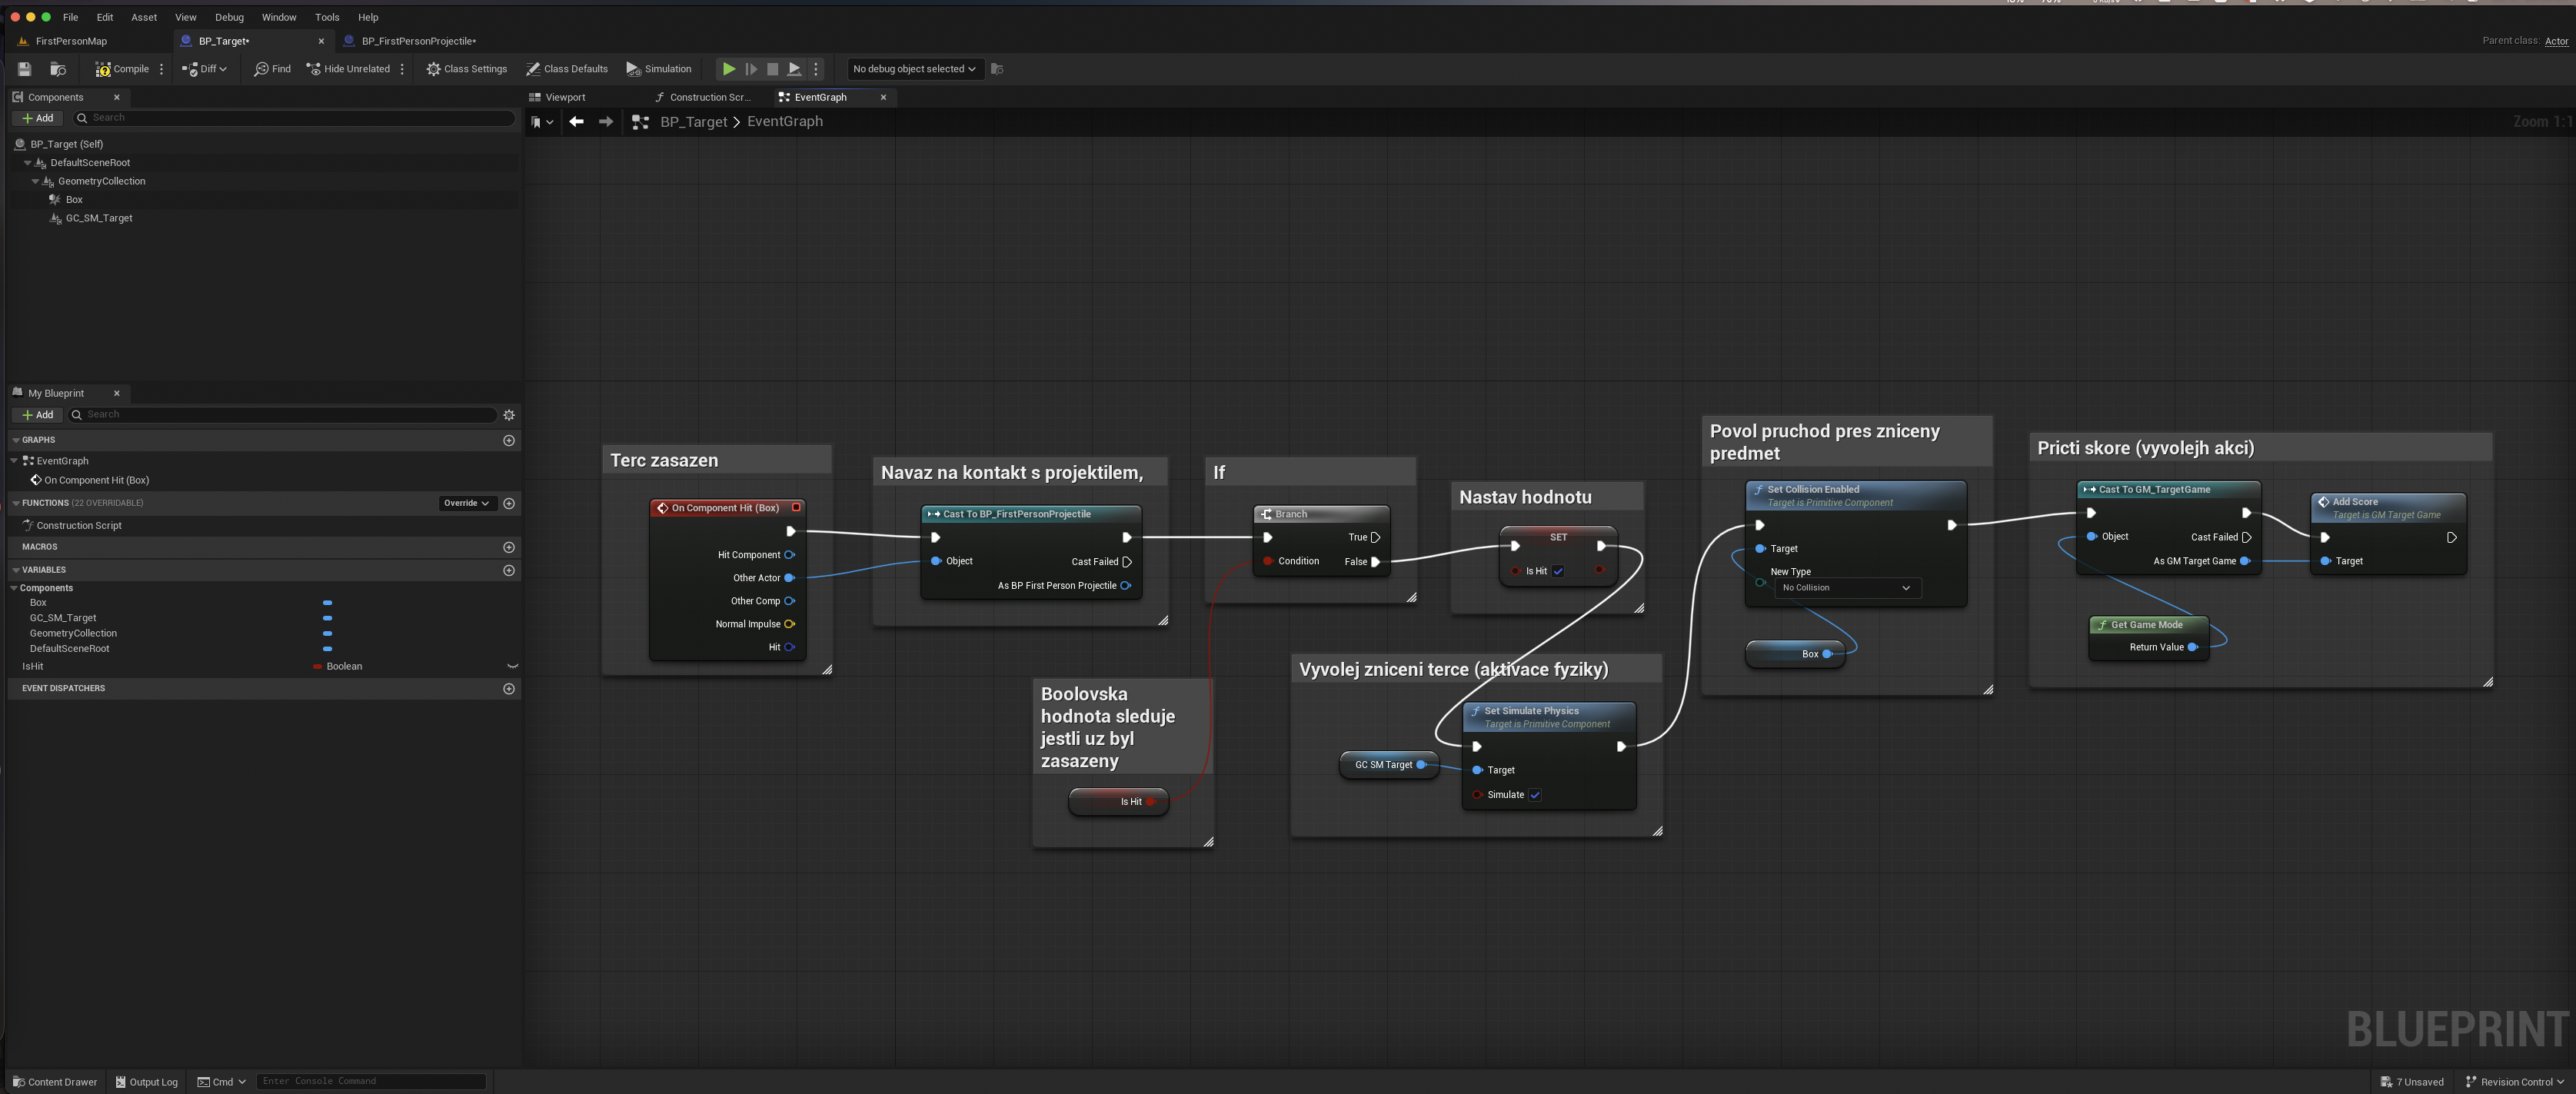 File Edit Asset View Debug Window Tools Help
FirstPersonMap BP_Target* BP_FirstPersonProjectile*
Parent class: Actor
Compile Diff Find Hide Unrelated Class Settings Class Defaults Simulation No debug object selected
Components
Add Search
BP_Target (Self)
DefaultSceneRoot
GeometryCollection
Box
GC_SM_Target
My Blueprint
Add Search
GRAPHS
EventGraph
On Component Hit (Box)
FUNCTIONS (22 OVERRIDABLE) Override
Construction Script
MACROS
VARIABLES
Components
Box
GC_SM_Target
GeometryCollection
DefaultSceneRoot
IsHit Boolean
EVENT DISPATCHERS
Viewport Construction Scr... EventGraph
BP_Target EventGraph
Zoom 1:1
Terc zasazen
On Component Hit (Box)
Hit Component
Other Actor
Other Comp
Normal Impulse
Hit
Navaz na kontakt s projektilem,
Cast To BP_FirstPersonProjectile
Object
Cast Failed
As BP First Person Projectile
If
Branch
True
Condition False
Boolovska
hodnota sleduje
jestli uz byl
zasazeny
Is Hit
Nastav hodnotu
SET
Is Hit
Vyvolej zniceni terce (aktivace fyziky)
Set Simulate Physics
Target is Primitive Component
GC SM Target
Target
Simulate
Povol pruchod pres zniceny
predmet
Set Collision Enabled
Target is Primitive Component
Target
New Type
No Collision
Box
Pricti skore (vyvolejh akci)
Cast To GM_TargetGame
Object Cast Failed
As GM Target Game
Get Game Mode
Return Value
Add Score
Target is GM Target Game
Target
BLUEPRINT
Content Drawer Output Log Cmd Enter Console Command
7 Unsaved Revision Control